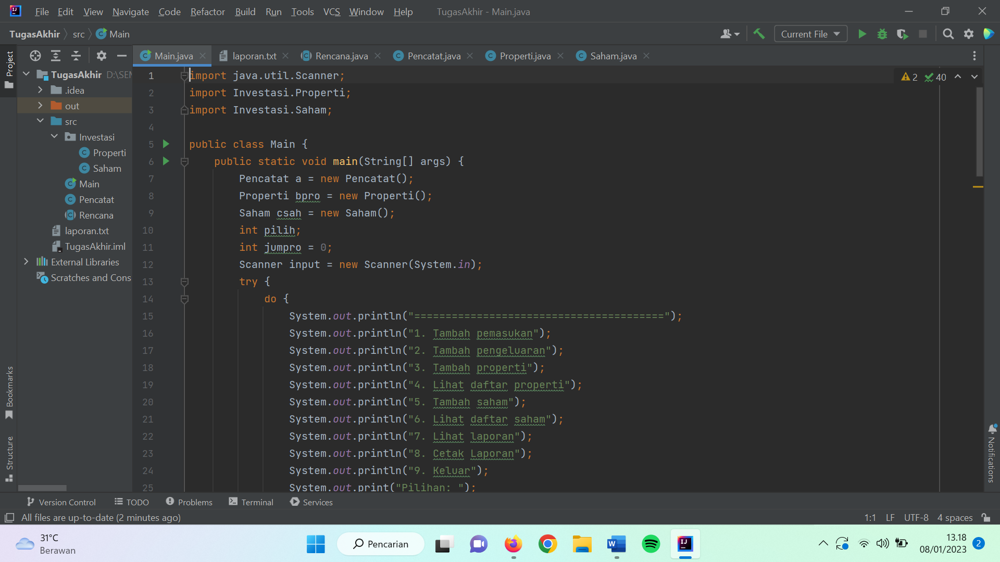 File Edit View Navigate Code Refactor Build Run Tools VCS Window Help TugasAkhir - Main.java
TugasAkhir src Main Current File
Project
Main.java laporan.txt Rencana.java Pencatat.java Properti.java Saham.java
TugasAkhir D:\SEM
.idea
out
src
Investasi
Properti
Saham
Main
Pencatat
Rencana
laporan.txt
TugasAkhir.iml
External Libraries
Scratches and Cons
Bookmarks
Structure
2 40
1 import java.util.Scanner;
2 import Investasi.Properti;
3 import Investasi.Saham;
4
5 public class Main {
6 public static void main(String[] args) {
7 Pencatat a = new Pencatat();
8 Properti bpro = new Properti();
9 Saham csah = new Saham();
10 int pilih;
11 int jumpro = 0;
12 Scanner input = new Scanner(System.in);
13 try {
14 do {
15 System.out.println("========================================");
16 System.out.println("1. Tambah pemasukan");
17 System.out.println("2. Tambah pengeluaran");
18 System.out.println("3. Tambah properti");
19 System.out.println("4. Lihat daftar properti");
20 System.out.println("5. Tambah saham");
21 System.out.println("6. Lihat daftar saham");
22 System.out.println("7. Lihat laporan");
23 System.out.println("8. Cetak Laporan");
24 System.out.println("9. Keluar");
25 System.out.print("Pilihan: ");
Notifications
Version Control TODO Problems Terminal Services
All files are up-to-date (2 minutes ago) 1:1 LF UTF-8 4 spaces
31°C
Berawan
Pencarian
13.18
08/01/2023
2